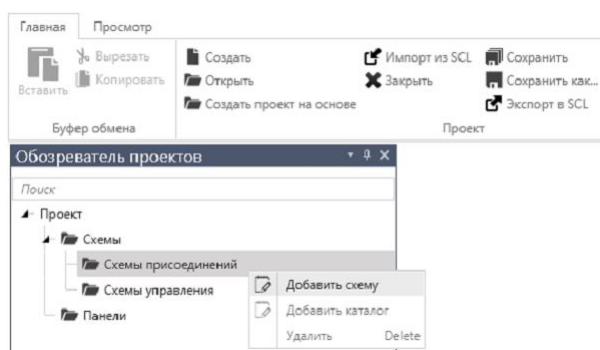 Главная Просмотр
Вырезать Создать Импорт из SCL Сохранить
Копировать Открыть Закрыть Сохранить как...
Вставить Создать проект на основе Экспорт в SCL
Буфер обмена Проект
Обозреватель проектов
Поиск
Проект
Схемы
Схемы присоединений
Схемы управления Добавить схему
Панели Добавить каталог
Удалить Delete